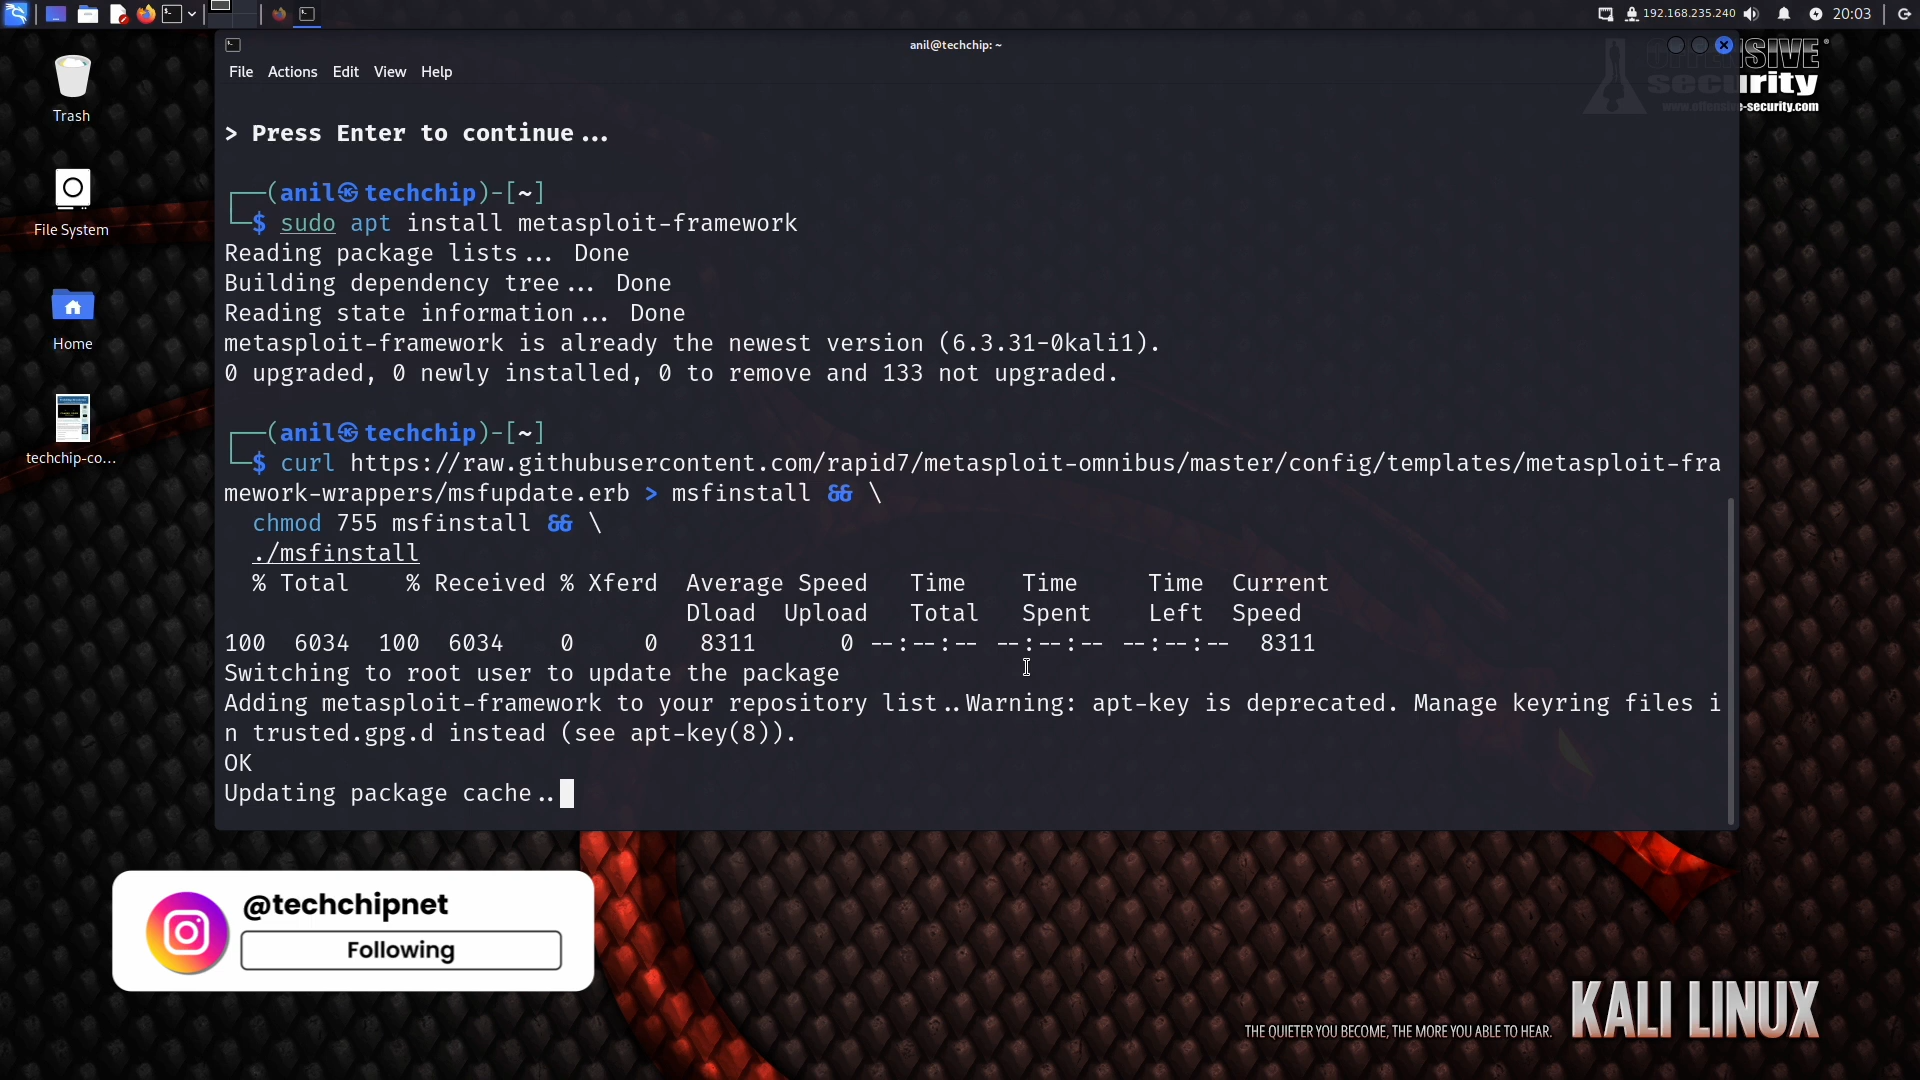 192.168.235.240
20:03
anil@techchip: ~
File Actions Edit View Help
> Press Enter to continue...
(anil㉿techchip)-[~]
$ sudo apt install metasploit-framework
Reading package lists... Done
Building dependency tree... Done
Reading state information... Done
metasploit-framework is already the newest version (6.3.31-0kali1).
0 upgraded, 0 newly installed, 0 to remove and 133 not upgraded.
(anil㉿techchip)-[~]
$ curl https://raw.githubusercontent.com/rapid7/metasploit-omnibus/master/config/templates/metasploit-fra
mework-wrappers/msfupdate.erb > msfinstall && \
chmod 755 msfinstall && \
./msfinstall
% Total % Received % Xferd Average Speed Time Time Time Current
Dload Upload Total Spent Left Speed
100 6034 100 6034 0 0 8311 0 --:--:-- --:--:-- --:--:-- 8311
Switching to root user to update the package
Adding metasploit-framework to your repository list..Warning: apt-key is deprecated. Manage keyring files i
n trusted.gpg.d instead (see apt-key(8)).
OK
Updating package cache..
Trash
File System
Home
techchip-co...
OFFENSIVE
security
www.offensive-security.com
@techchipnet
Following
THE QUIETER YOU BECOME, THE MORE YOU ABLE TO HEAR.
KALI LINUX